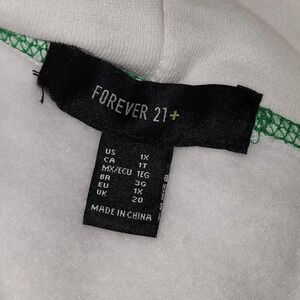 FOREVER 21+
US 1X
CA 1T
MX/ECU 1EG
BR 3G
EU 1X
UK 20
MADE IN CHINA